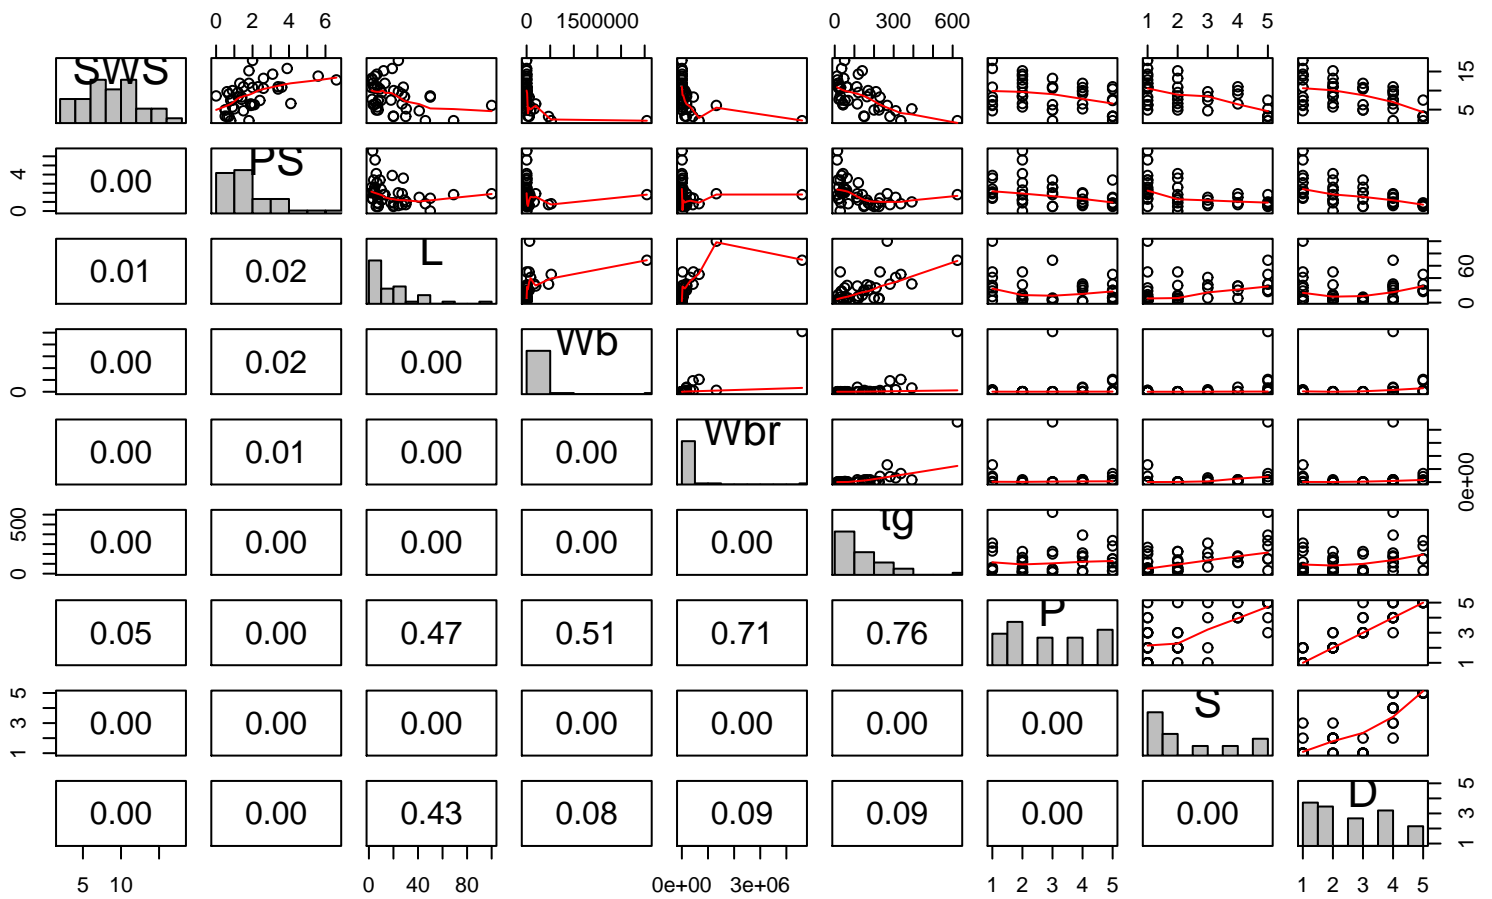 0 2 4 6 0 1500000 0 300 600 1 2 3 4 5
SWS 5 15
0 4 0.00 PS
0.01 0.02 L 0 60
0 0.00 0.02 0.00 Wb
0.00 0.01 0.00 0.00 Wbr 0e+00
0 500 0.00 0.00 0.00 0.00 0.00 tg
0.05 0.00 0.47 0.51 0.71 0.76 P 1 3 5
1 3 5 0.00 0.00 0.00 0.00 0.00 0.00 0.00 S
0.00 0.00 0.43 0.08 0.09 0.09 0.00 0.00 D 1 3 5
5 10 0 40 80 0e+00 3e+06 1 2 3 4 5 1 2 3 4 5